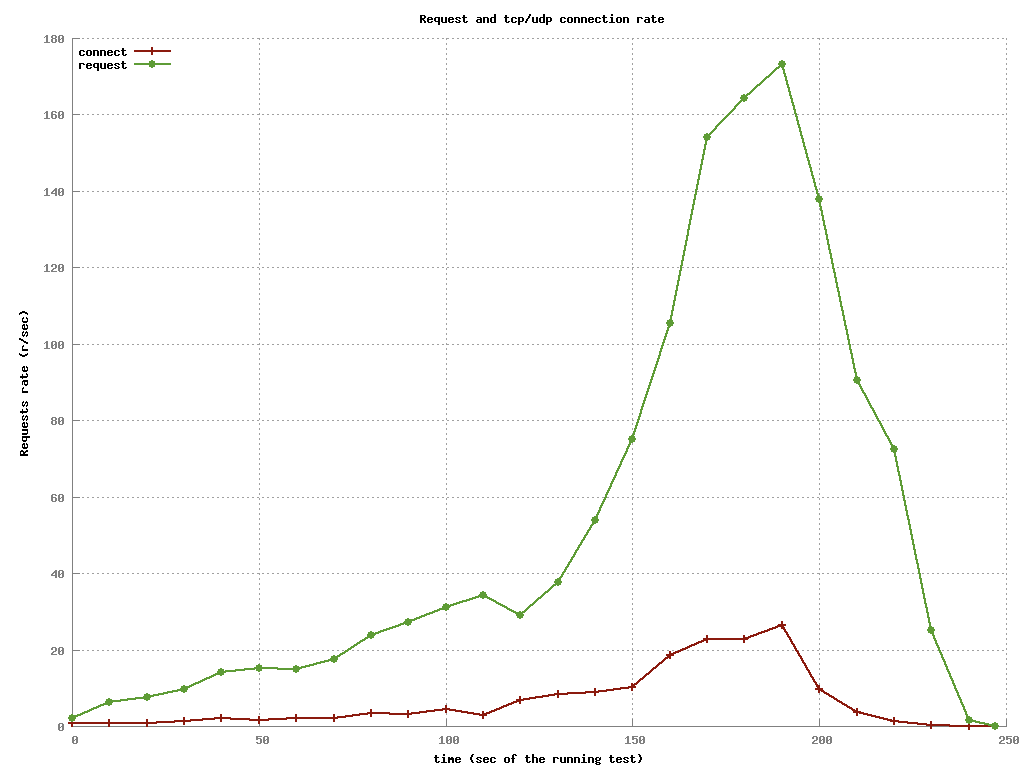 Request and tcp/udp connection rate
180
connect
request
160
140
120
100
80
60
40
20
0
Requests rate (r/sec)
0 50 100 150 200 250
time (sec of the running test)